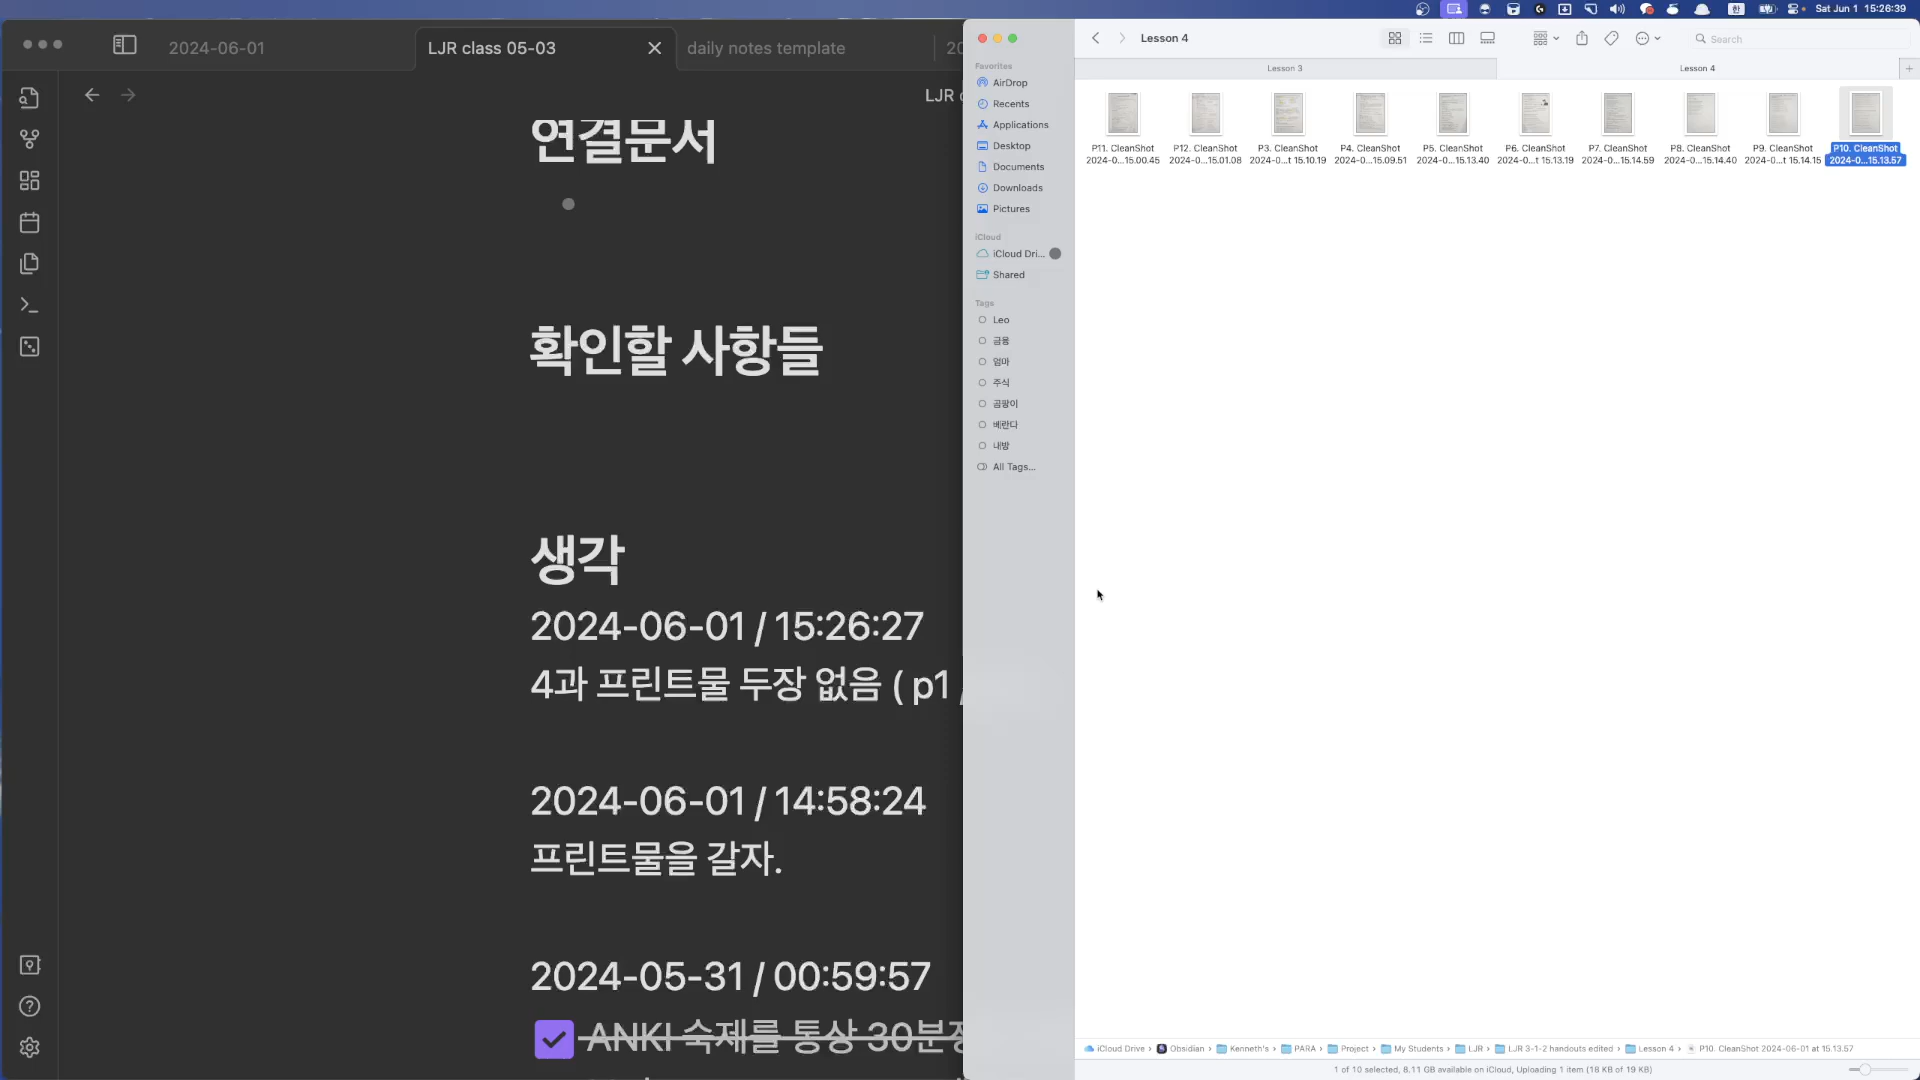 Sat Jun 1 15:26:39
2024-06-01
LJR class 05-03
daily notes template
20
LJR c
연결문서
확인할 사항들
생각
2024-06-01 / 15:26:27
4과 프린트물 두장 없음 ( p1 ,
2024-06-01 / 14:58:24
프린트물을 갈자.
2024-05-31 / 00:59:57
ANKI 숙제를 통상 30분정
Lesson 4
Search
Lesson 3
Lesson 4
Favorites
AirDrop
Recents
Applications
Desktop
Documents
Downloads
Pictures
iCloud
iCloud Dri...
Shared
Tags
Leo
금융
엄마
주식
곰팡이
베란다
내방
All Tags...
P11. CleanShot
2024-0...15.00.45
P12. CleanShot
2024-0...15.01.08
P3. CleanShot
2024-0...t 15.10.19
P4. CleanShot
2024-0...15.09.51
P5. CleanShot
2024-0...15.13.40
P6. CleanShot
2024-0...t 15.13.19
P7. CleanShot
2024-0...15.14.59
P8. CleanShot
2024-0...15.14.40
P9. CleanShot
2024-0...t 15.14.15
P10. CleanShot
2024-0...15.13.57
iCloud Drive › Obsidian › Kenneth's › PARA › Project › My Students › LJR › LJR 3-1-2 handouts edited › Lesson 4 › P10. CleanShot 2024-06-01 at 15.13.57
1 of 10 selected, 8.11 GB available on iCloud, Uploading 1 item (18 KB of 19 KB)